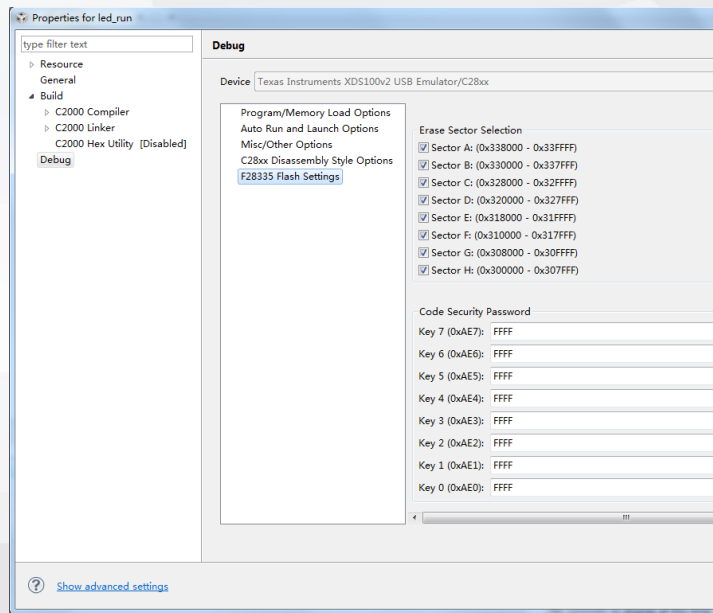 Properties for led_run
type filter text
Resource
General
Build
C2000 Compiler
C2000 Linker
C2000 Hex Utility [Disabled]
Debug
Debug
Device Texas Instruments XDS100v2 USB Emulator/C28xx
Program/Memory Load Options
Auto Run and Launch Options
Misc/Other Options
C28xx Disassembly Style Options
F28335 Flash Settings
Erase Sector Selection
Sector A: (0x338000 - 0x33FFFF)
Sector B: (0x330000 - 0x337FFF)
Sector C: (0x328000 - 0x32FFFF)
Sector D: (0x320000 - 0x327FFF)
Sector E: (0x318000 - 0x31FFFF)
Sector F: (0x310000 - 0x317FFF)
Sector G: (0x308000 - 0x30FFFF)
Sector H: (0x300000 - 0x307FFF)
Code Security Password
Key 7 (0xAE7): FFFF
Key 6 (0xAE6): FFFF
Key 5 (0xAE5): FFFF
Key 4 (0xAE4): FFFF
Key 3 (0xAE3): FFFF
Key 2 (0xAE2): FFFF
Key 1 (0xAE1): FFFF
Key 0 (0xAE0): FFFF
Show advanced settings